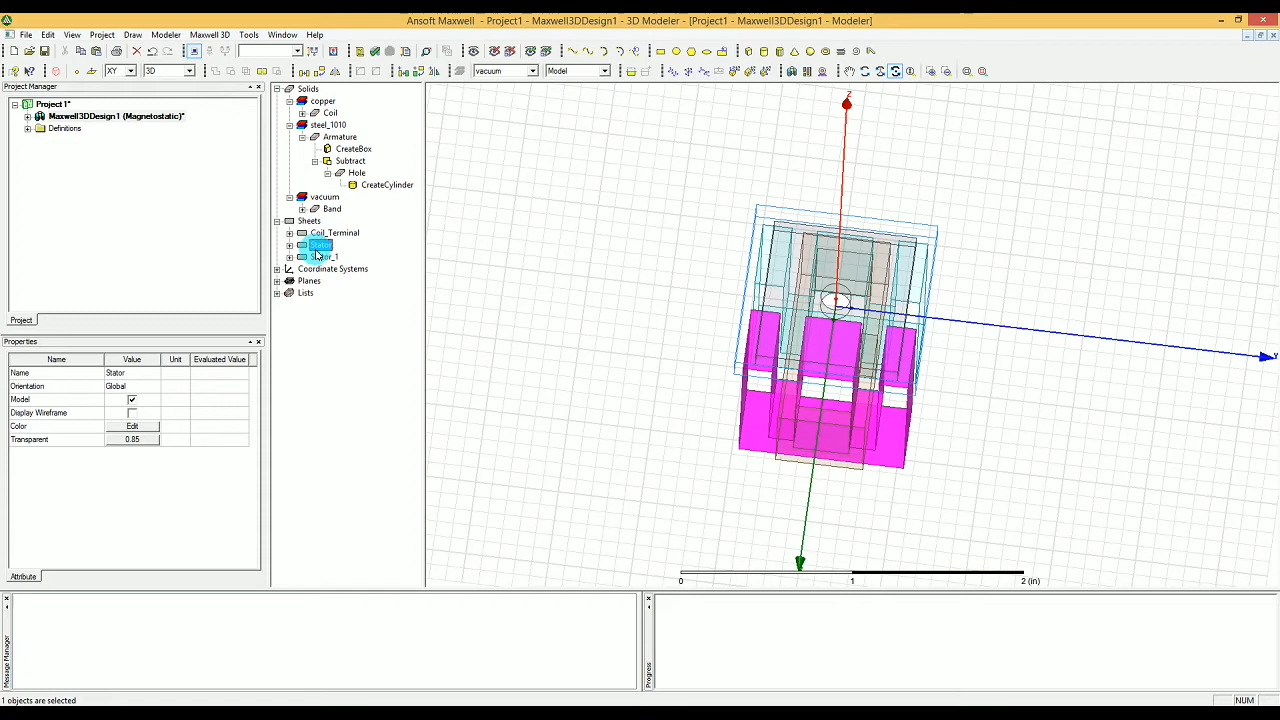 Ansoft Maxwell - Project1 - Maxwell3DDesign1 - 3D Modeler - [Project1 - Maxwell3DDesign1 - Modeler]
File Edit View Project Draw Modeler Maxwell 3D Tools Window Help
XY 3D vacuum Model
Project Manager
Project1*
Maxwell3DDesign1 (Magnetostatic)*
Definitions
Project
Properties
Name Value Unit Evaluated Value
Name Stator
Orientation Global
Model
Display Wireframe
Color Edit
Transparent 0.85
Attribute
Solids
copper
Coil
steel_1010
Armature
CreateBox
Subtract
Hole
CreateCylinder
vacuum
Band
Sheets
Coil_Terminal
Stator
Stator_1
Coordinate Systems
Planes
Lists
Z
0 1 2 (in)
Message Manager
Progress
1 objects are selected
NUM